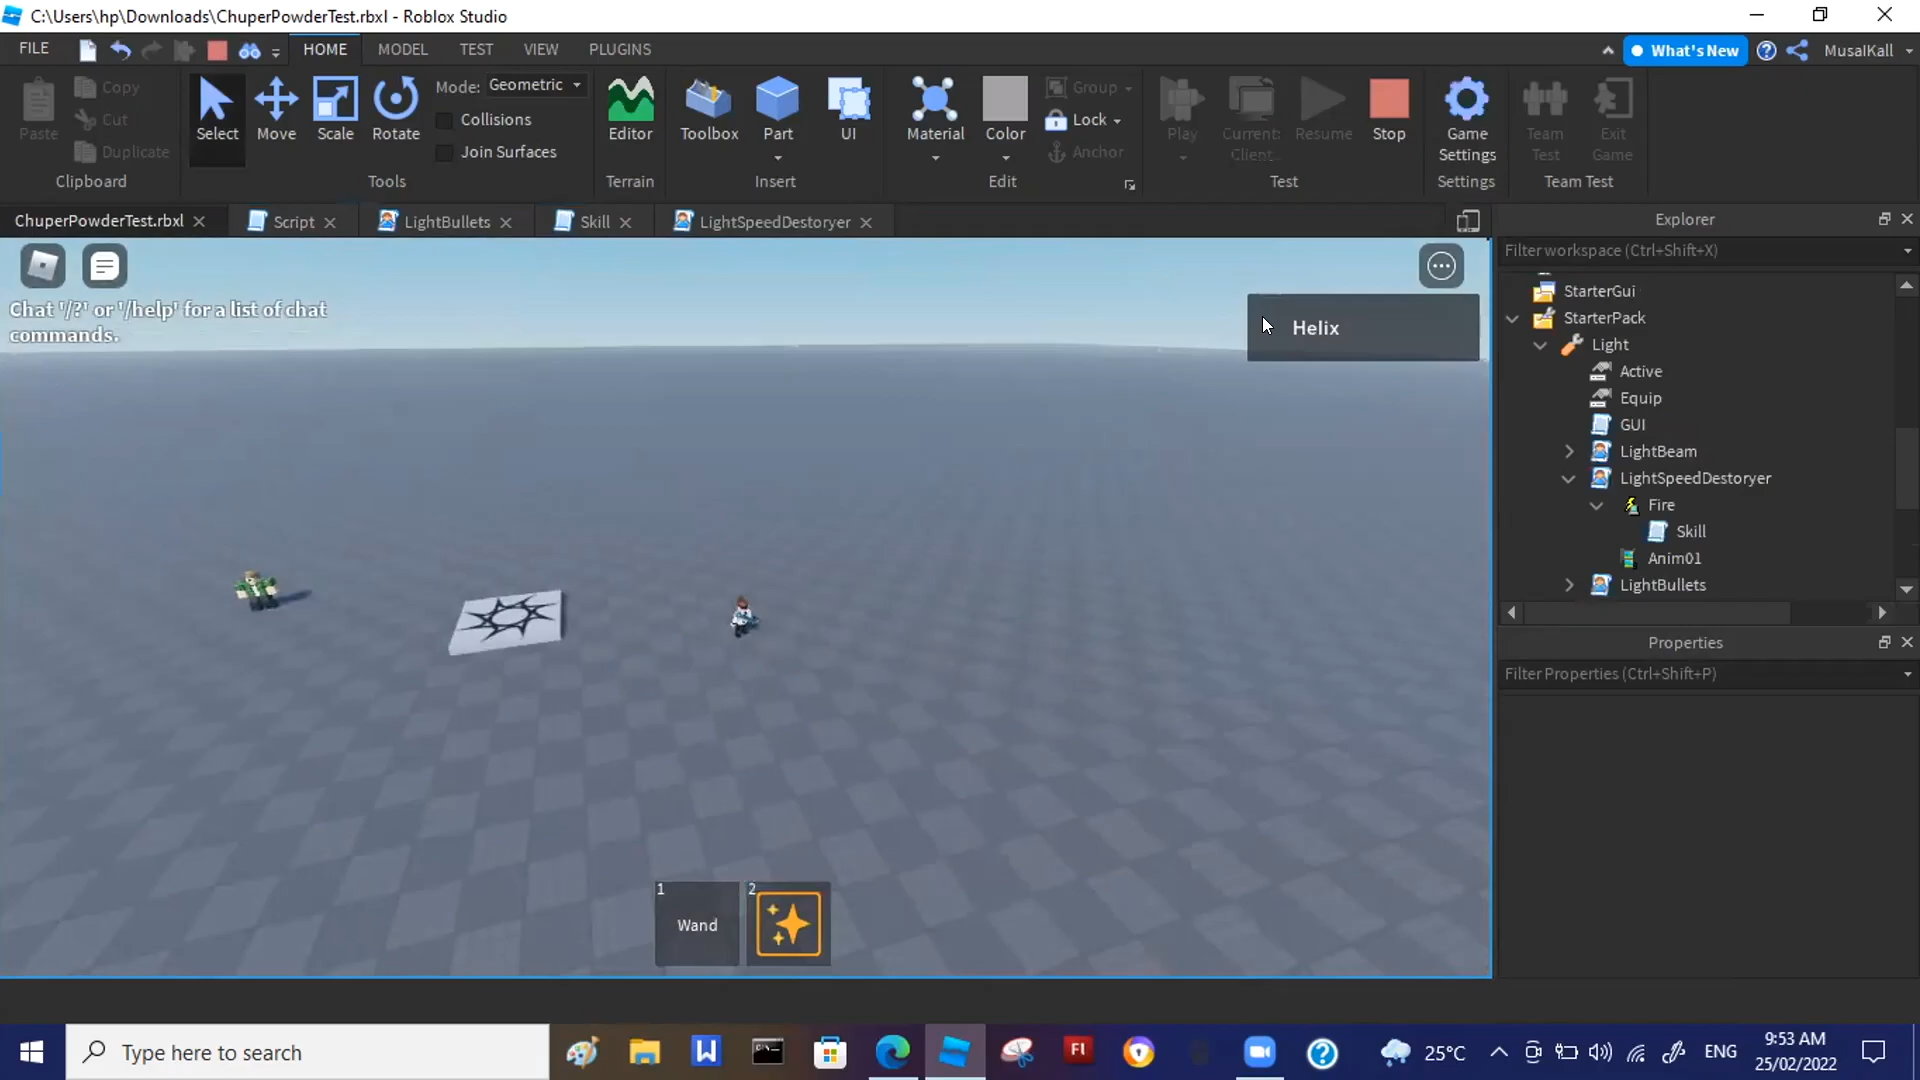 C:\Users\hp\Downloads\ChuperPowderTest.rbxl - Roblox Studio
FILE HOME MODEL TEST VIEW PLUGINS What's New MusaIKall
Paste Copy Cut Duplicate Clipboard
Select Move Scale Rotate Mode: Geometric Collisions Join Surfaces Tools
Editor Terrain
Toolbox Part UI Insert
Material Color Group Lock Anchor Edit
Play Current: Client... Resume Stop Test
Game Settings Settings
Team Test Exit Game Team Test
ChuperPowderTest.rbxl Script LightBullets Skill LightSpeedDestoryer
Chat '/?' or '/help' for a list of chat
commands.
Helix
1 Wand
2
Explorer
Filter workspace (Ctrl+Shift+X)
StarterGui
StarterPack
Light
Active
Equip
GUI
LightBeam
LightSpeedDestoryer
Fire
Skill
Anim01
LightBullets
Properties
Filter Properties (Ctrl+Shift+P)
Type here to search
W
Fl
25°C
ENG
9:53 AM
25/02/2022